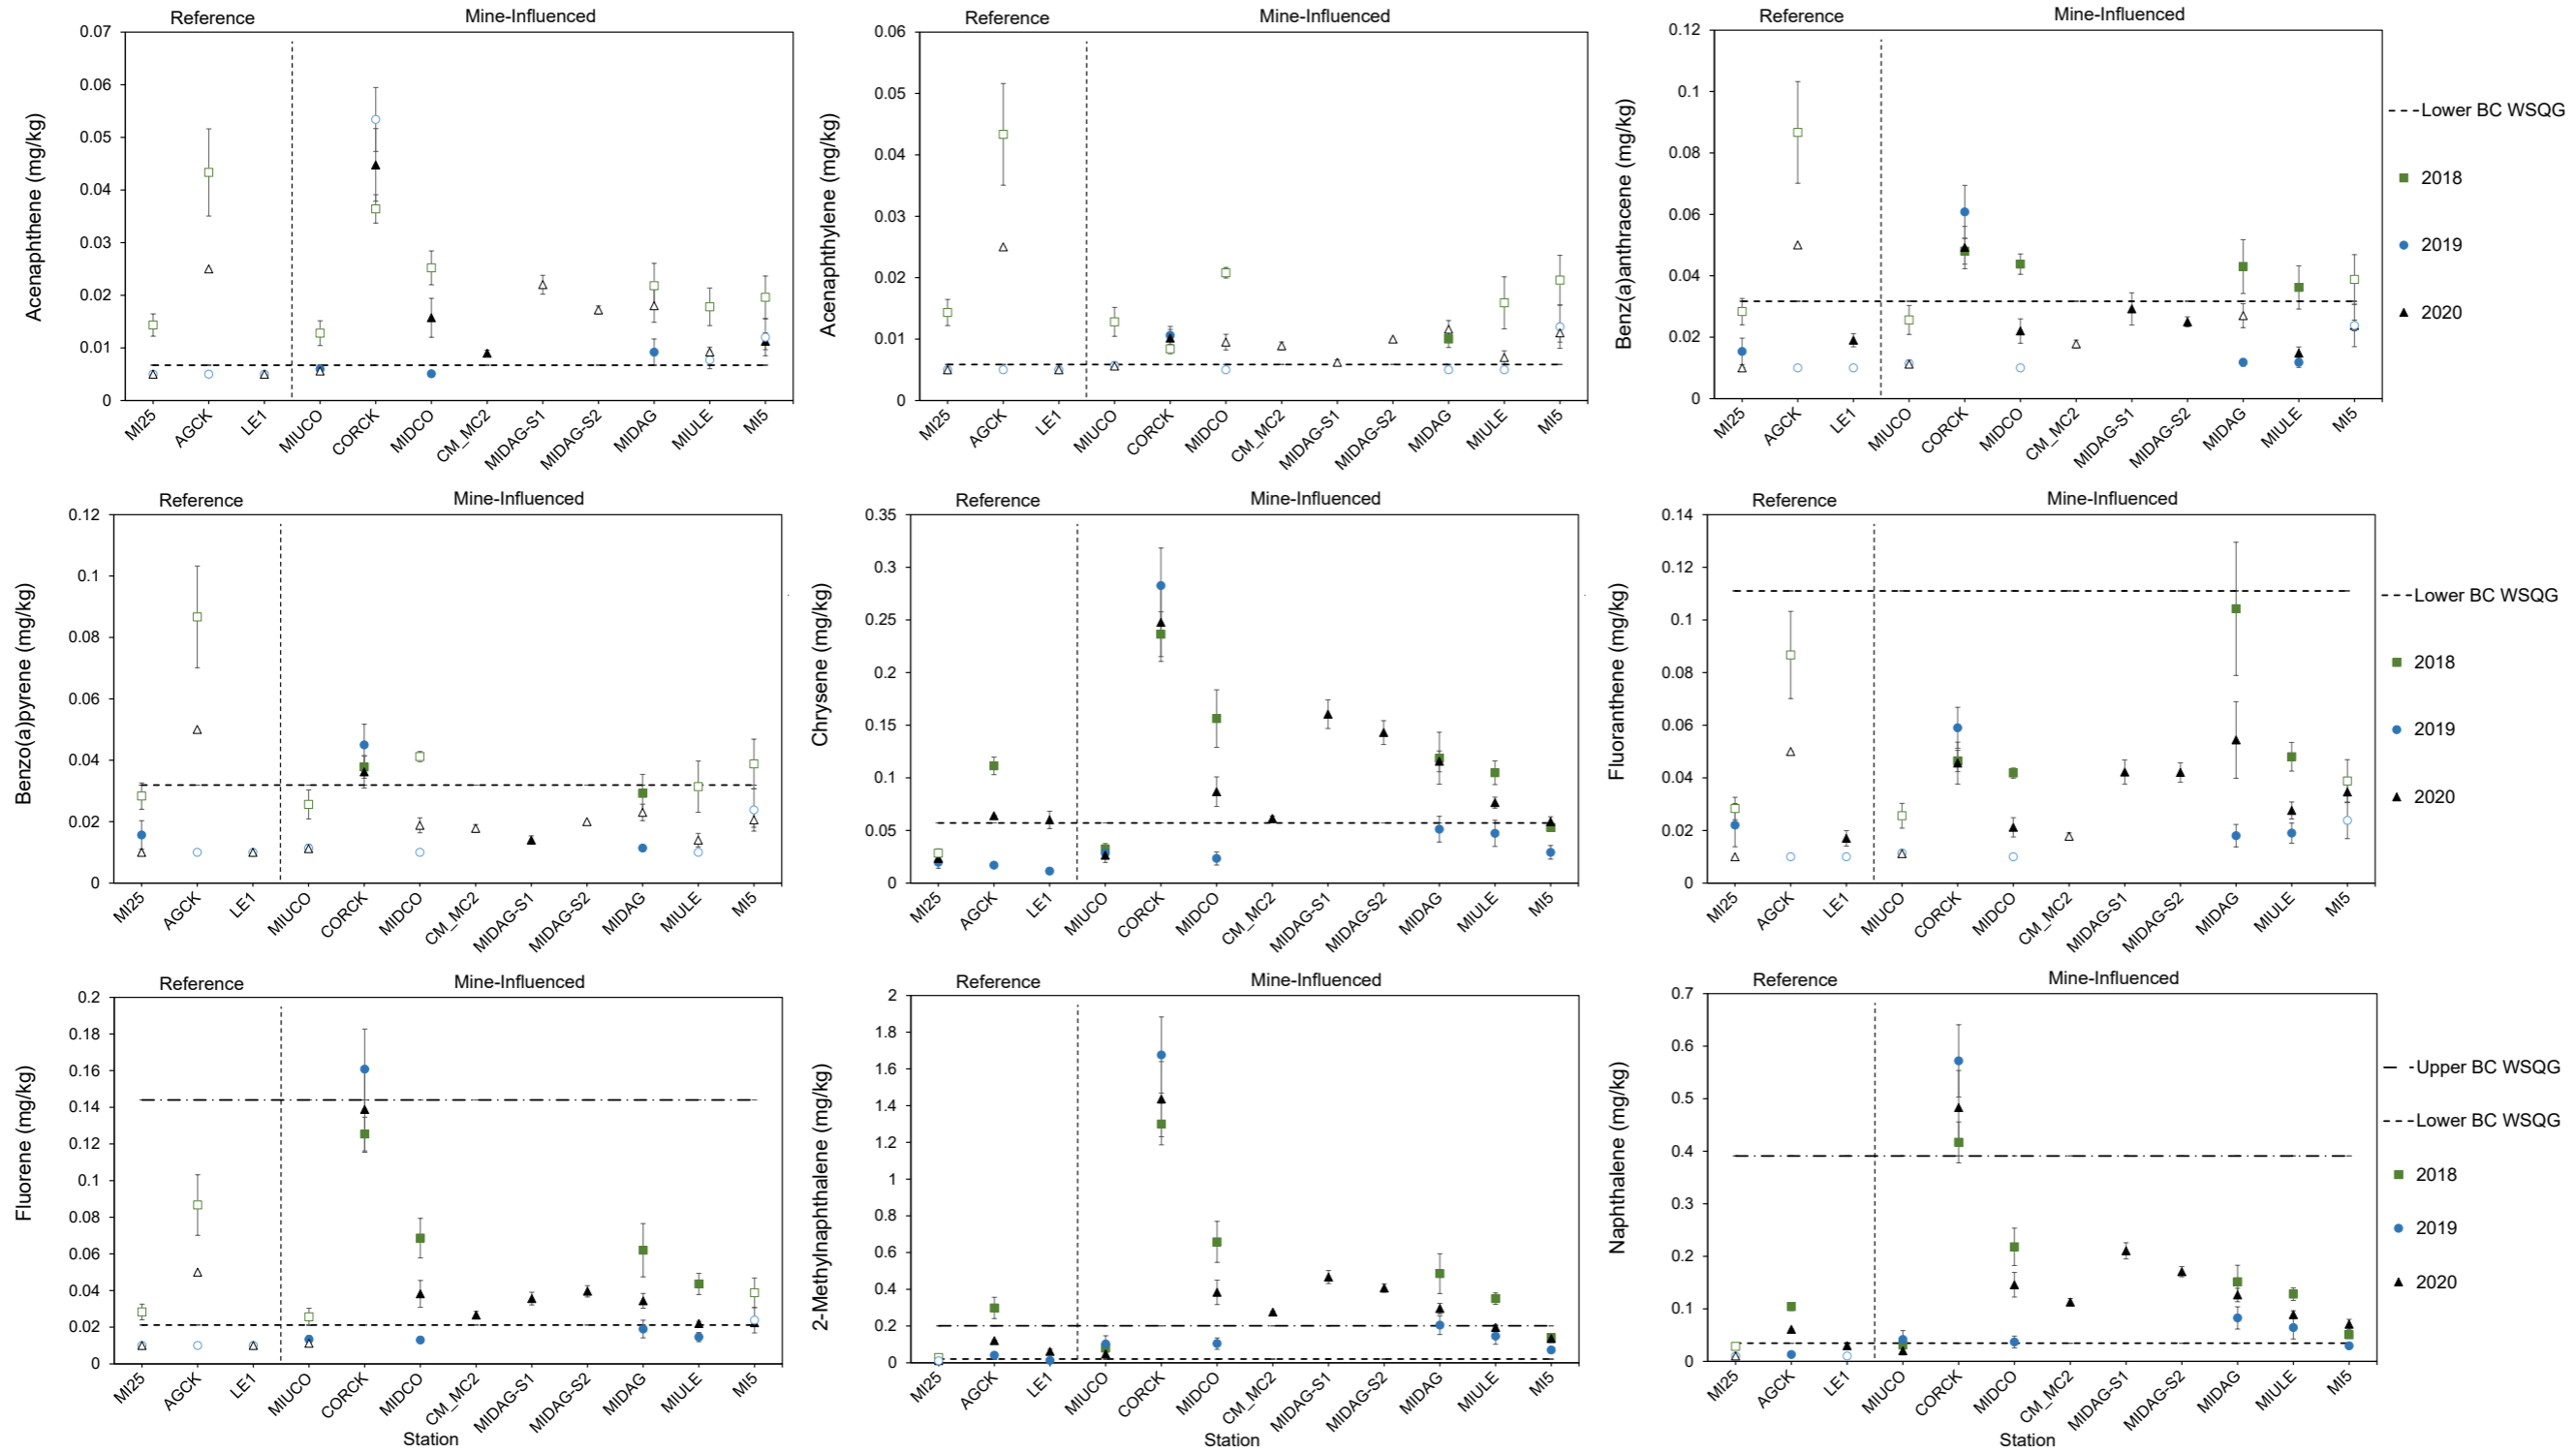 Reference Mine-Influenced
Acenaphthene (mg/kg)
0.07
0.06
0.05
0.04
0.03
0.02
0.01
0
MI25 AGCK LE1 MIUCO CORCK MIDCO CM_MC2 MIDAG-S1 MIDAG-S2 MIDAG MIULE MI5
Reference Mine-Influenced
Acenaphthylene (mg/kg)
0.06
0.05
0.04
0.03
0.02
0.01
0
MI25 AGCK LE1 MIUCO CORCK MIDCO CM_MC2 MIDAG-S1 MIDAG-S2 MIDAG MIULE MI5
Reference Mine-Influenced
Benz(a)anthracene (mg/kg)
0.12
0.1
0.08
0.06
0.04
0.02
0
MI25 AGCK LE1 MIUCO CORCK MIDCO CM_MC2 MIDAG-S1 MIDAG-S2 MIDAG MIULE MI5
Lower BC WSQG
2018
2019
2020
Reference Mine-Influenced
Benzo(a)pyrene (mg/kg)
0.12
0.1
0.08
0.06
0.04
0.02
0
MI25 AGCK LE1 MIUCO CORCK MIDCO CM_MC2 MIDAG-S1 MIDAG-S2 MIDAG MIULE MI5
Reference Mine-Influenced
Chrysene (mg/kg)
0.35
0.3
0.25
0.2
0.15
0.1
0.05
0
MI25 AGCK LE1 MIUCO CORCK MIDCO CM_MC2 MIDAG-S1 MIDAG-S2 MIDAG MIULE MI5
Reference Mine-Influenced
Fluoranthene (mg/kg)
0.14
0.12
0.1
0.08
0.06
0.04
0.02
0
MI25 AGCK LE1 MIUCO CORCK MIDCO CM_MC2 MIDAG-S1 MIDAG-S2 MIDAG MIULE MI5
Lower BC WSQG
2018
2019
2020
Reference Mine-Influenced
Fluorene (mg/kg)
0.2
0.18
0.16
0.14
0.12
0.1
0.08
0.06
0.04
0.02
0
MI25 AGCK LE1 MIUCO CORCK MIDCO CM_MC2 MIDAG-S1 MIDAG-S2 MIDAG MIULE MI5
Station
Reference Mine-Influenced
2-Methylnaphthalene (mg/kg)
2
1.8
1.6
1.4
1.2
1
0.8
0.6
0.4
0.2
0
MI25 AGCK LE1 MIUCO CORCK MIDCO CM_MC2 MIDAG-S1 MIDAG-S2 MIDAG MIULE MI5
Station
Reference Mine-Influenced
Naphthalene (mg/kg)
0.7
0.6
0.5
0.4
0.3
0.2
0.1
0
MI25 AGCK LE1 MIUCO CORCK MIDCO CM_MC2 MIDAG-S1 MIDAG-S2 MIDAG MIULE MI5
Station
Upper BC WSQG
Lower BC WSQG
2018
2019
2020